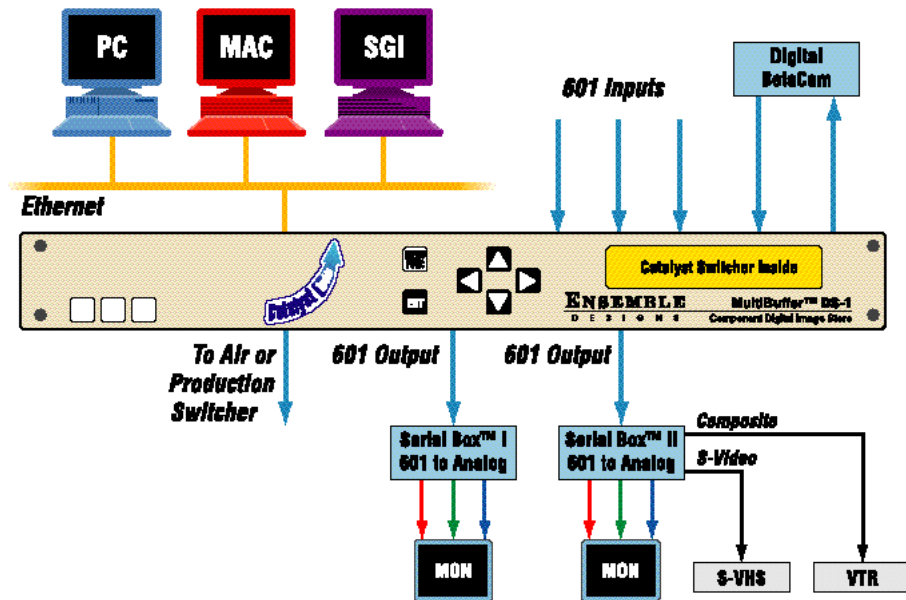 PC
MAC
SGI
601 Inputs
Digital
BetaCam
Ethernet
Catalyst
CUT
Catalyst Switcher Inside
ENSEMBLE
DESIGNS
MultiBuffer™ DS-1
Component Digital Image Store
To Air or
Production
Switcher
601 Output
601 Output
Serial Box™ I
601 to Analog
Serial Box™ II
601 to Analog
Composite
S-Video
MON
MON
S-VHS
VTR